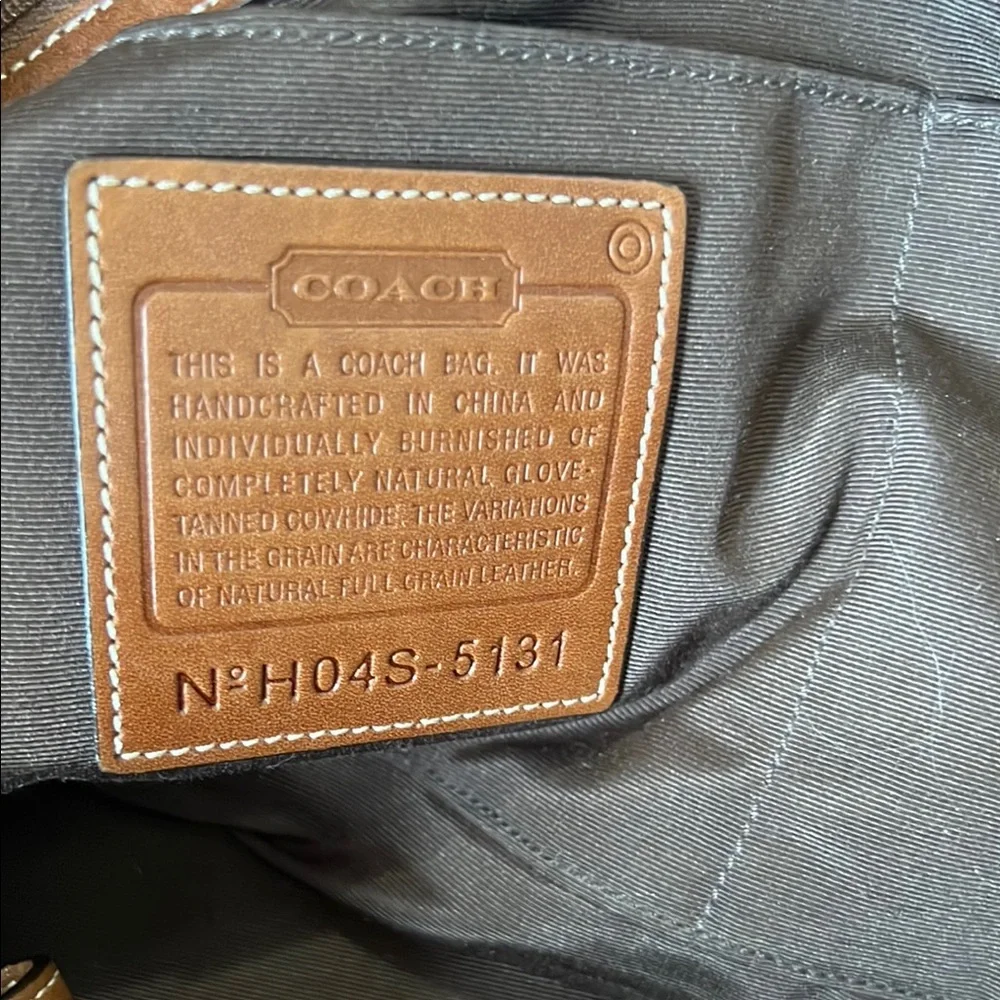 ©
COACH
THIS IS A COACH BAG. IT WAS
HANDCRAFTED IN CHINA AND
INDIVIDUALLY BURNISHED OF
COMPLETELY NATURAL GLOVE-
TANNED COWHIDE. THE VARIATIONS
IN THE GRAIN ARE CHARACTERISTIC
OF NATURAL FULL GRAIN LEATHER.
Nº H04S-5131